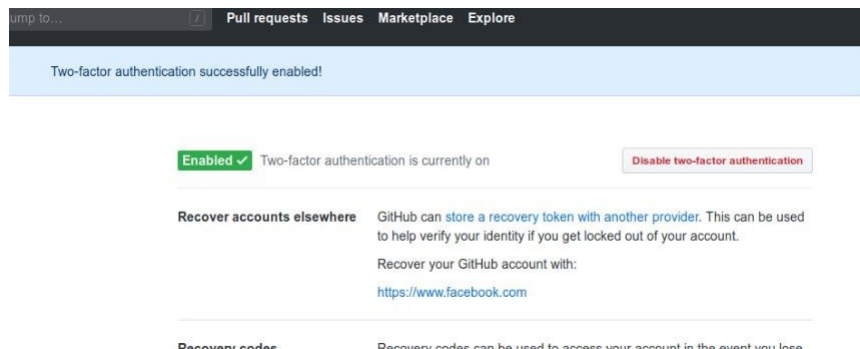 ump to...
/
Pull requests Issues Marketplace Explore
Two-factor authentication successfully enabled!
Enabled ✓ Two-factor authentication is currently on
Disable two-factor authentication
Recover accounts elsewhere
GitHub can store a recovery token with another provider. This can be used
to help verify your identity if you get locked out of your account.
Recover your GitHub account with:
https://www.facebook.com
Recovery codes
Recovery codes can be used to access your account in the event you lose